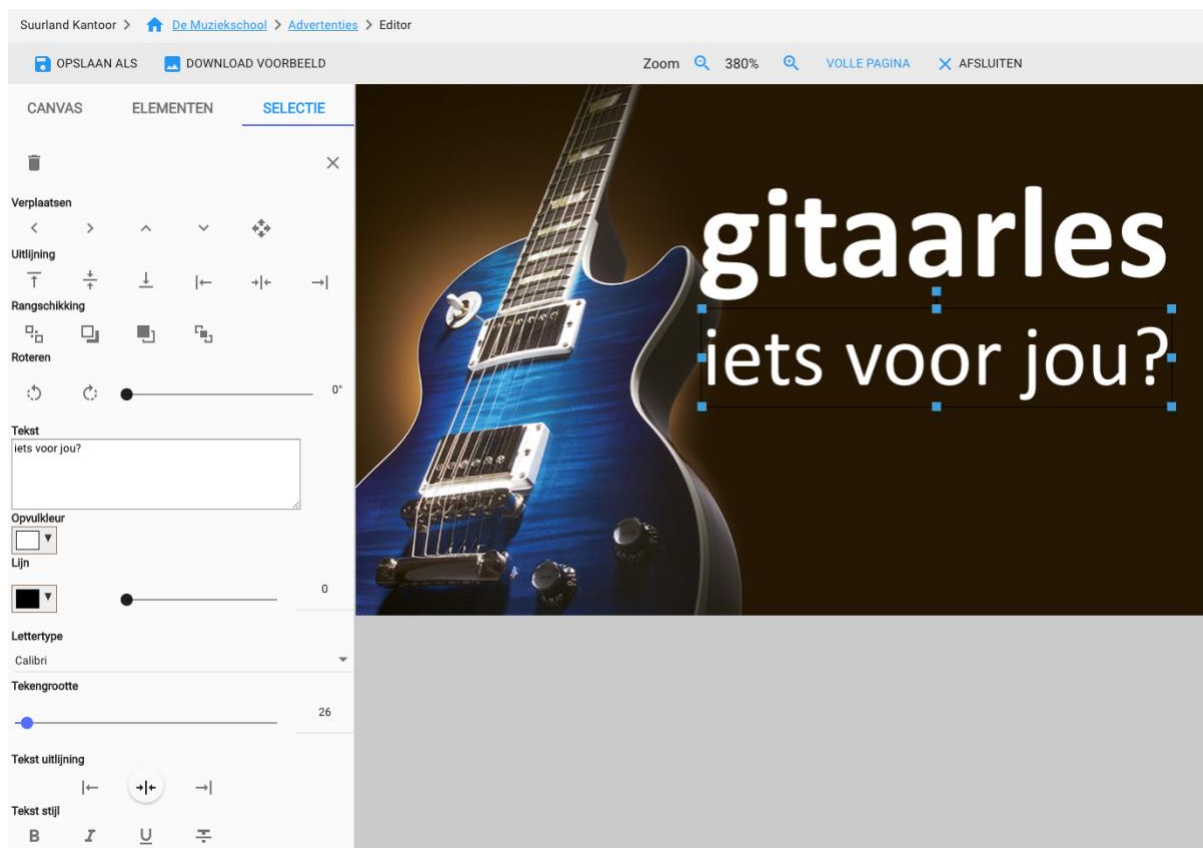 Suurland Kantoor > De Muziekschool > Advertenties > Editor
OPSLAAN ALS DOWNLOAD VOORBEELD Zoom 380% VOLLE PAGINA AFSLUITEN
CANVAS ELEMENTEN SELECTIE
Verplaatsen
Uitlijning
Rangschikking
Roteren
0°
Tekst
iets voor jou?
Opvulkleur
Lijn
0
Lettertype
Calibri
Tekengrootte
26
Tekst uitlijning
Tekst stijl
B I U
gitaarles
iets voor jou?